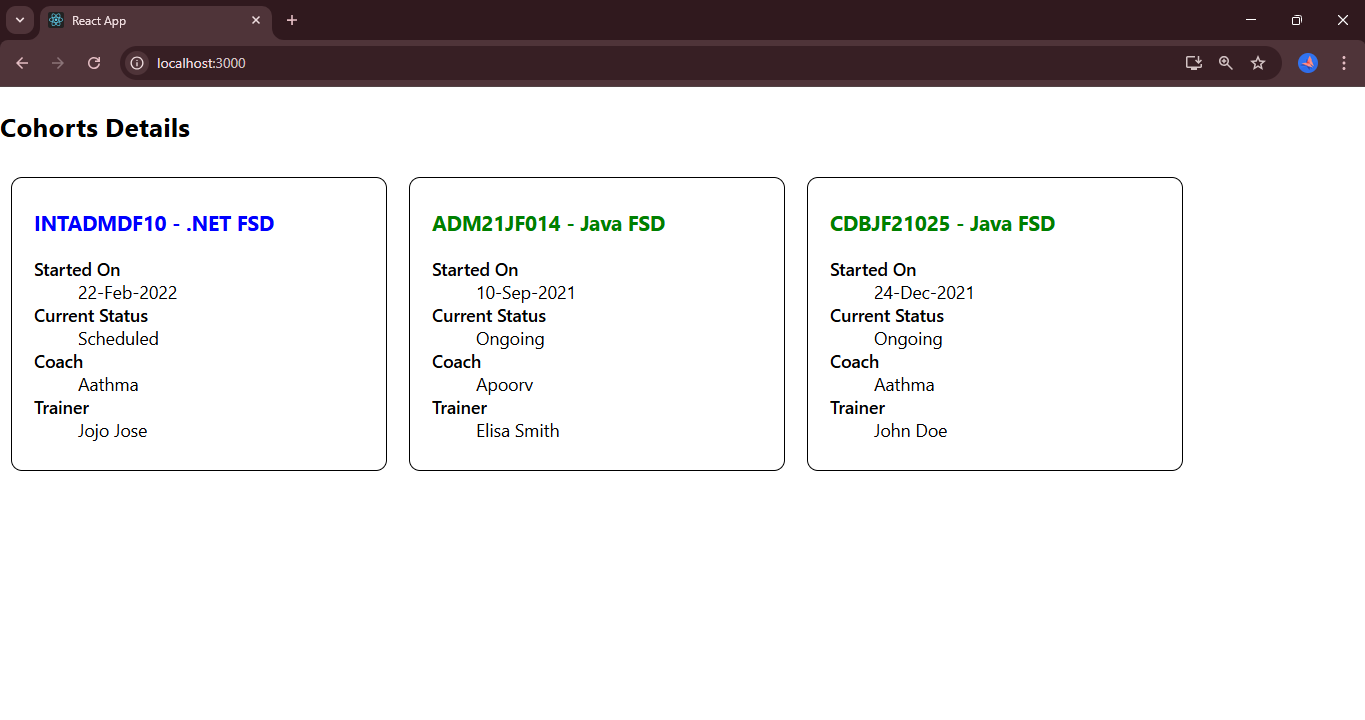 React App
localhost:3000
Cohorts Details
INTADMDF10 - .NET FSD
Started On
22-Feb-2022
Current Status
Scheduled
Coach
Aathma
Trainer
Jojo Jose
ADM21JF014 - Java FSD
Started On
10-Sep-2021
Current Status
Ongoing
Coach
Apoorv
Trainer
Elisa Smith
CDBJF21025 - Java FSD
Started On
24-Dec-2021
Current Status
Ongoing
Coach
Aathma
Trainer
John Doe